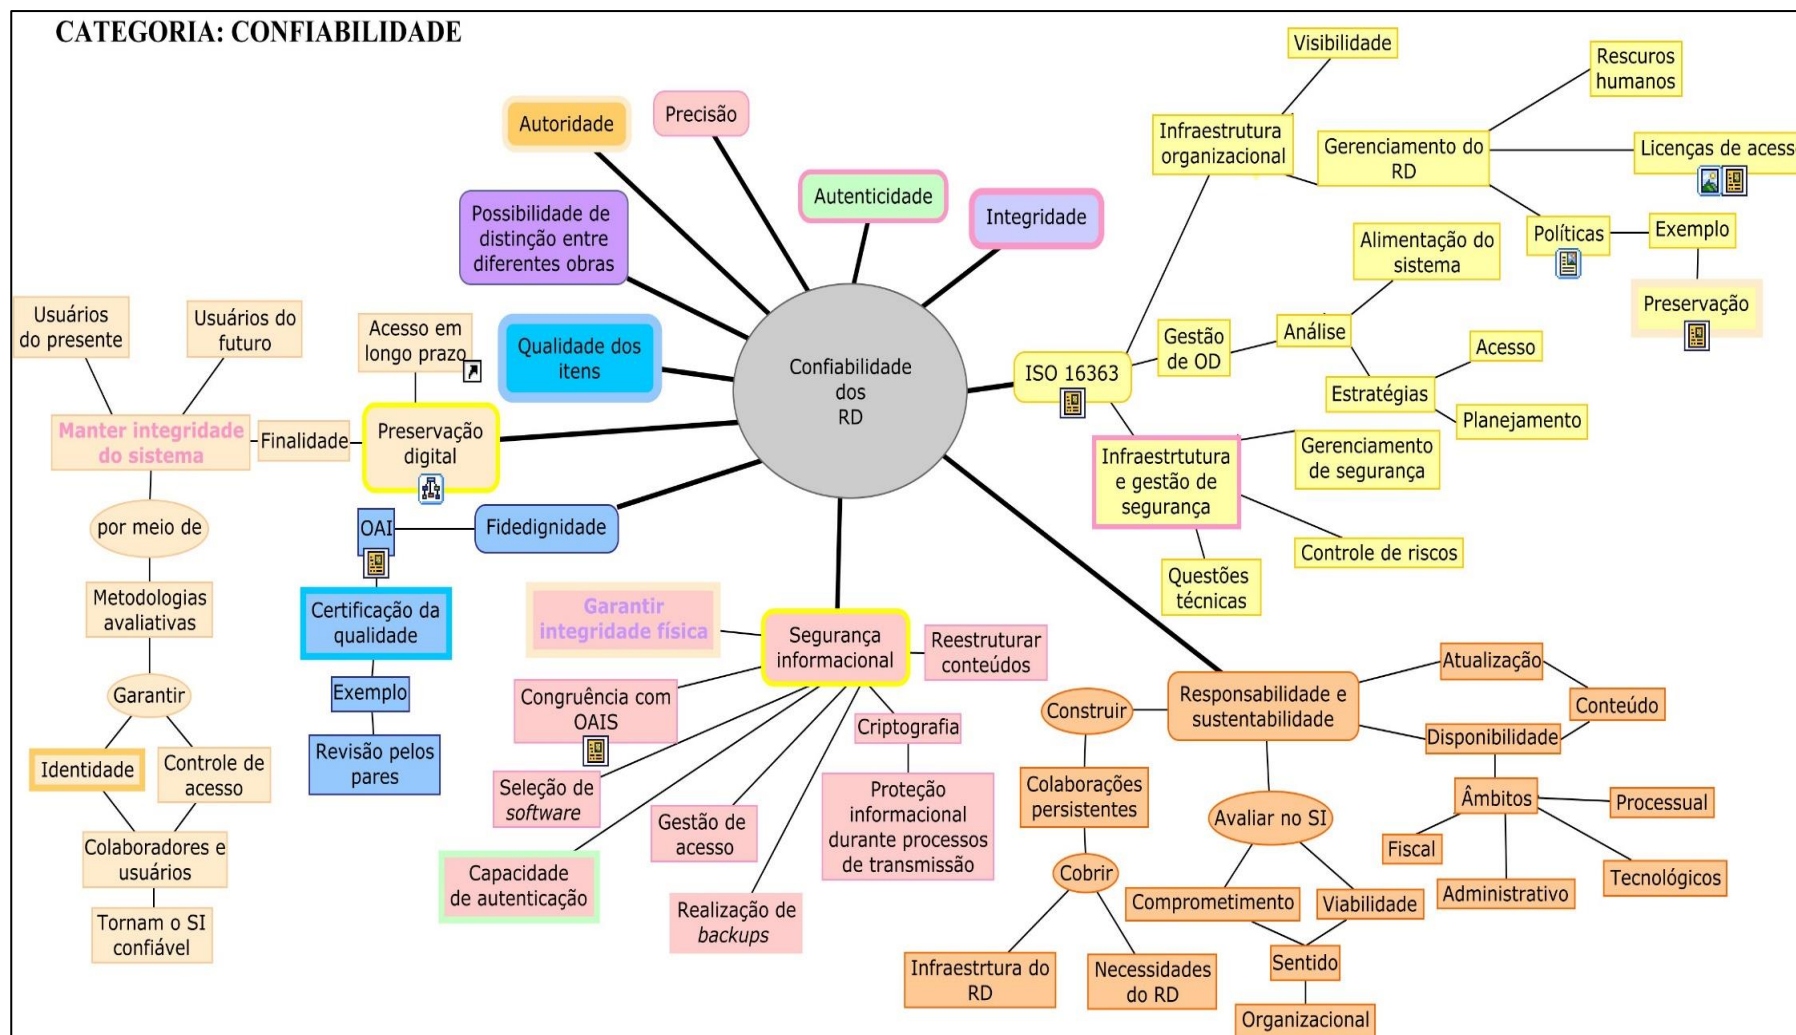 CATEGORIA: CONFIABILIDADE
Visibilidade
Rescuros
humanos
Infraestrutura
organizacional
Gerenciamento do
RD
Licenças de acesso
Políticas
Exemplo
Preservação
Autoridade
Precisão
Autenticidade
Integridade
Possibilidade de
distinção entre
diferentes obras
Qualidade dos
itens
Confiabilidade
dos
RD
ISO 16363
Gestão
de OD
Análise
Alimentação do
sistema
Estratégias
Acesso
Planejamento
Infraestrtutura
e gestão de
segurança
Gerenciamento
de segurança
Controle de riscos
Questões
técnicas
Usuários
do presente
Usuários do
futuro
Acesso em
longo prazo
Manter integridade
do sistema
Finalidade
Preservação
digital
por meio de
Metodologias
avaliativas
Garantir
Identidade
Controle de
acesso
Colaboradores e
usuários
Tornam o SI
confiável
OAI
Fidedignidade
Certificação da
qualidade
Exemplo
Revisão pelos
pares
Garantir
integridade física
Segurança
informacional
Reestruturar
conteúdos
Congruência com
OAIS
Seleção de
software
Capacidade
de autenticação
Gestão de
acesso
Realização de
backups
Criptografia
Proteção
informacional
durante processos
de transmissão
Responsabilidade e
sustentabilidade
Construir
Colaborações
persistentes
Cobrir
Infraestrtura do
RD
Necessidades
do RD
Avaliar no SI
Comprometimento
Viabilidade
Sentido
Organizacional
Atualização
Conteúdo
Disponibilidade
Âmbitos
Processual
Fiscal
Administrativo
Tecnológicos